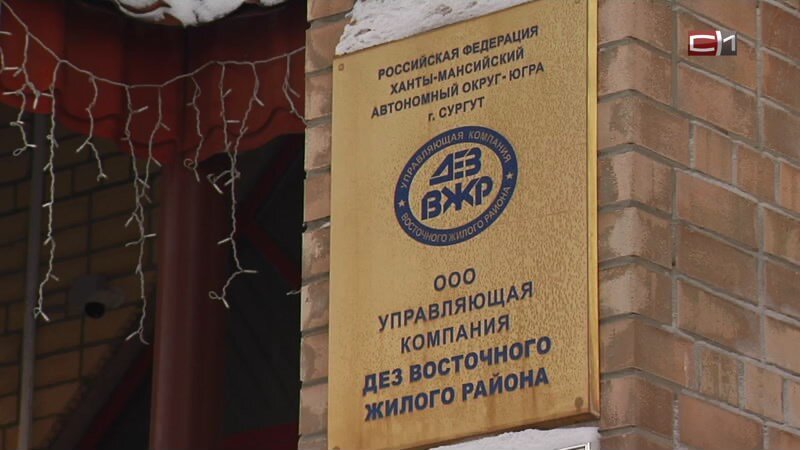 РОССИЙСКАЯ ФЕДЕРАЦИЯ
ХАНТЫ-МАНСИЙСКИЙ
АВТОНОМНЫЙ ОКРУГ-ЮГРА
г. СУРГУТ
УПРАВЛЯЮЩАЯ КОМПАНИЯ
ДЕЗ
ВЖР
ВОСТОЧНОГО ЖИЛОГО РАЙОНА
ООО
УПРАВЛЯЮЩАЯ
КОМПАНИЯ
ДЕЗ ВОСТОЧНОГО
ЖИЛОГО РАЙОНА
С1